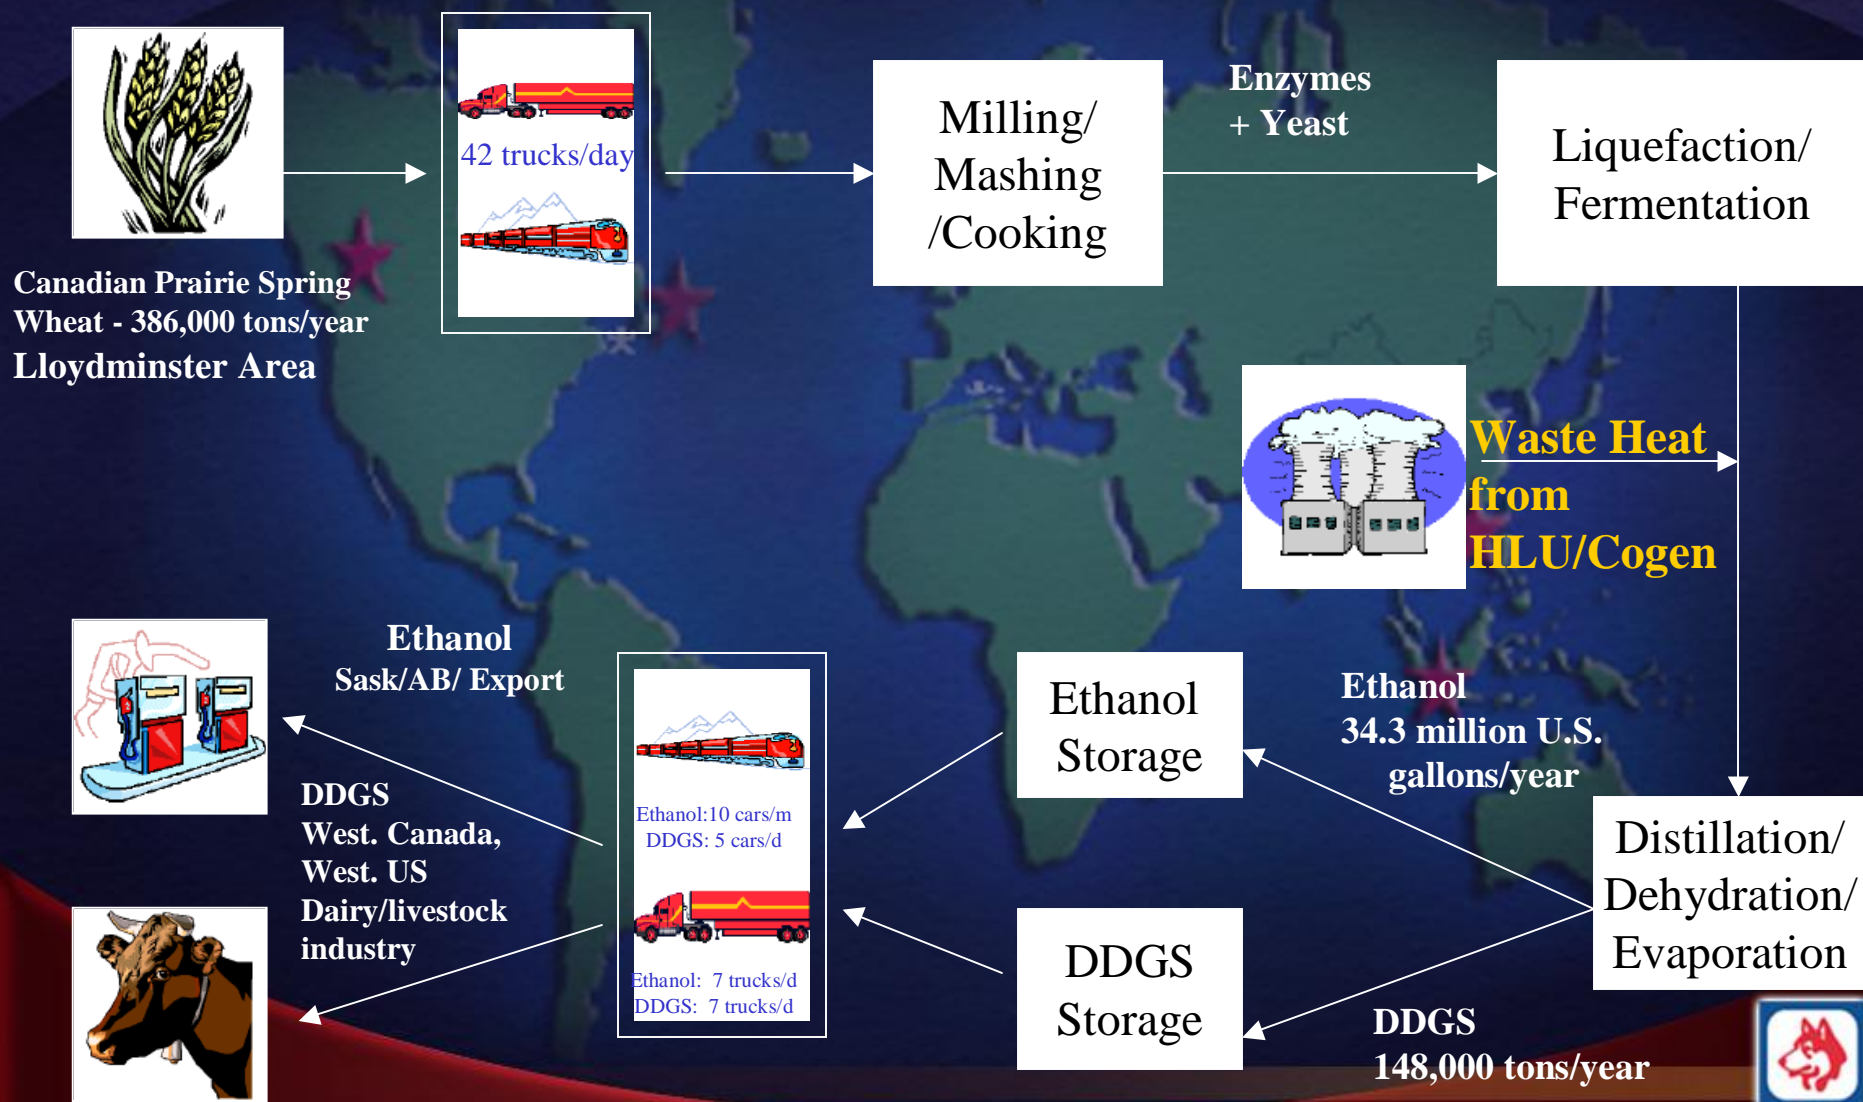 Canadian Prairie Spring
Wheat - 386,000 tons/year
Lloydminster Area
42 trucks/day
Milling/
Mashing
/Cooking
Enzymes
+ Yeast
Liquefaction/
Fermentation
Waste Heat
from
HLU/Cogen
Distillation/
Dehydration/
Evaporation
Ethanol
34.3 million U.S.
gallons/year
DDGS
148,000 tons/year
Ethanol
Storage
DDGS
Storage
Ethanol:10 cars/m
DDGS: 5 cars/d
Ethanol: 7 trucks/d
DDGS: 7 trucks/d
Ethanol
Sask/AB/ Export
DDGS
West. Canada,
West. US
Dairy/livestock
industry